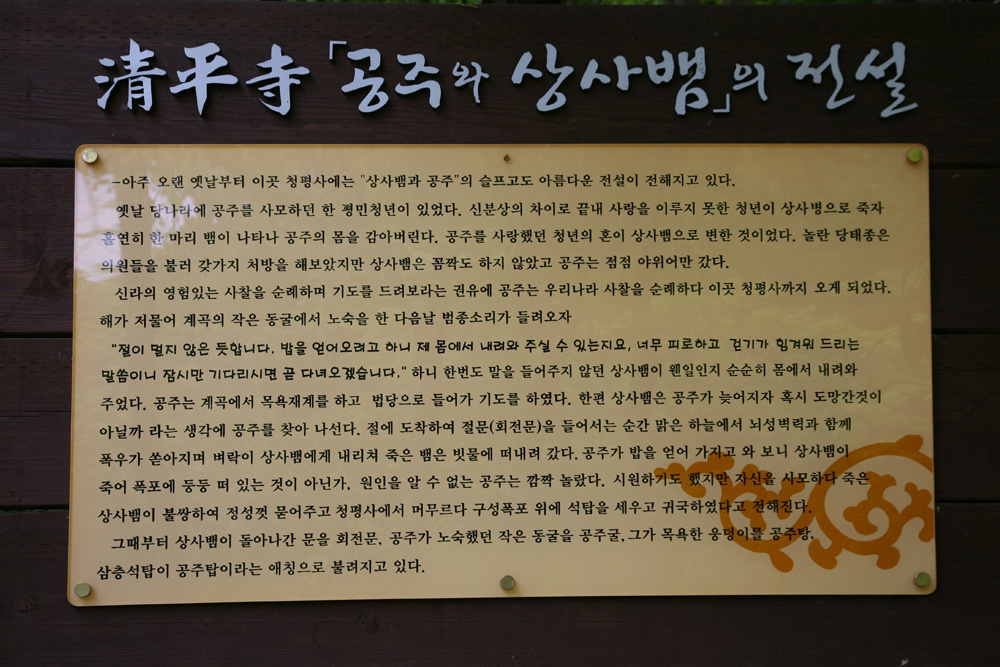 清平寺 「공주와 상사뱀」의 전설
-아주 오랜 옛날부터 이곳 청평사에는 "상사뱀과 공주"의 슬프고도 아름다운 전설이 전해지고 있다.
옛날 당나라에 공주를 사모하던 한 평민청년이 있었다. 신분상의 차이로 끝내 사랑을 이루지 못한 청년이 상사병으로 죽자
홀연히 한 마리 뱀이 나타나 공주의 몸을 감아버린다. 공주를 사랑했던 청년의 혼이 상사뱀으로 변한 것이었다. 놀란 당태종은
의원들을 불러 갖가지 처방을 해보았지만 상사뱀은 꼼짝도 하지 않았고 공주는 점점 야위어만 갔다.
신라의 영험있는 사찰을 순례하며 기도를 드려보라는 권유에 공주는 우리나라 사찰을 순례하다 이곳 청평사까지 오게 되었다.
해가 저물어 계곡의 작은 동굴에서 노숙을 한 다음날 범종소리가 들려오자
"절이 멀지 않은 듯합니다. 밥을 얻어오려고 하니 제 몸에서 내려와 주실 수 있는지요, 너무 피로하고 걷기가 힘겨워 드리는
말씀이니 잠시만 기다리시면 곧 다녀오겠습니다." 하니 한번도 말을 들어주지 않던 상사뱀이 웬일인지 순순히 몸에서 내려와
주었다. 공주는 계곡에서 목욕재계를 하고 법당으로 들어가 기도를 하였다. 한편 상사뱀은 공주가 늦어지자 혹시 도망간것이
아닐까 라는 생각에 공주를 찾아 나선다. 절에 도착하여 절문(회전문)을 들어서는 순간 맑은 하늘에서 뇌성벽력과 함께
폭우가 쏟아지며 벼락이 상사뱀에게 내리쳐 죽은 뱀은 빗물에 떠내려 갔다. 공주가 밥을 얻어 가지고 와 보니 상사뱀이
죽어 폭포에 둥둥 떠 있는 것이 아닌가. 원인을 알 수 없는 공주는 깜짝 놀랐다. 시원하기도 했지만 자신을 사모하다 죽은
상사뱀이 불쌍하여 정성껏 묻어주고 청평사에서 머무르다 구성폭포 위에 석탑을 세우고 귀국하였다고 전해진다.
그때부터 상사뱀이 돌아나간 문을 회전문, 공주가 노숙했던 작은 동굴을 공주굴, 그가 목욕한 웅덩이를 공주탕,
삼층석탑이 공주탑이라는 애칭으로 불려지고 있다.